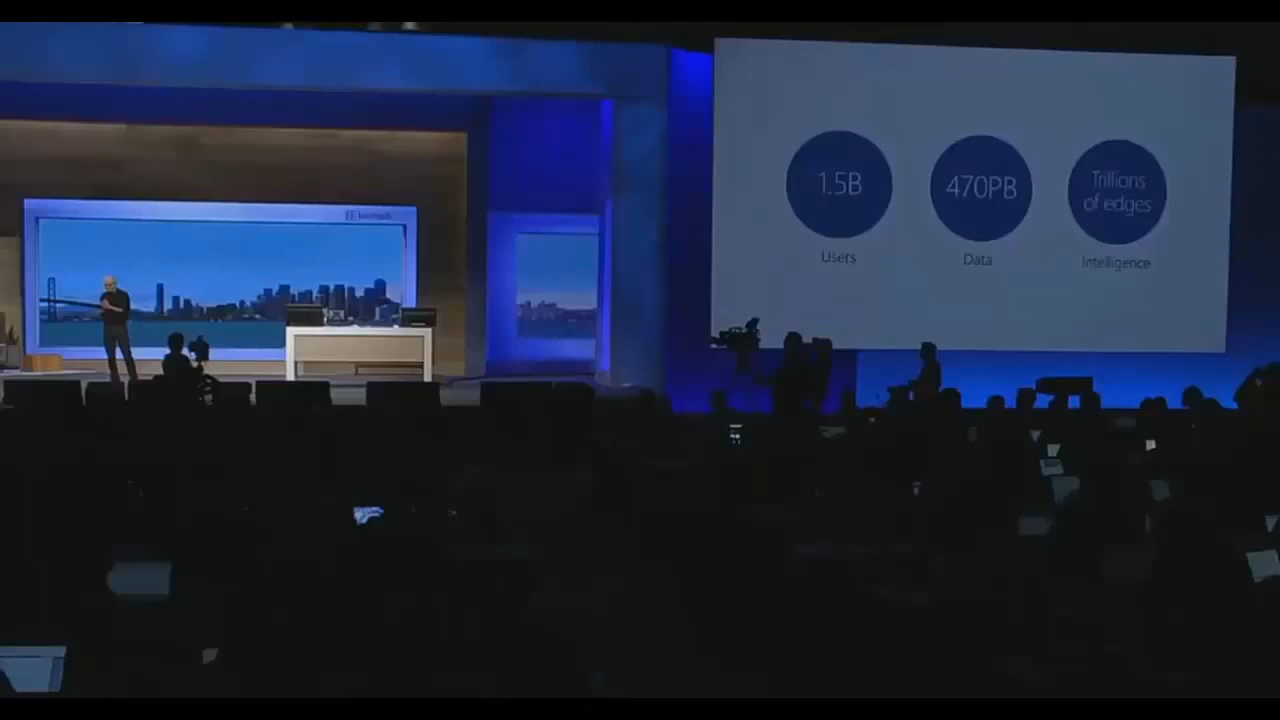 1.5B
470PB
Trillions
of edges
Users
Data
Intelligence